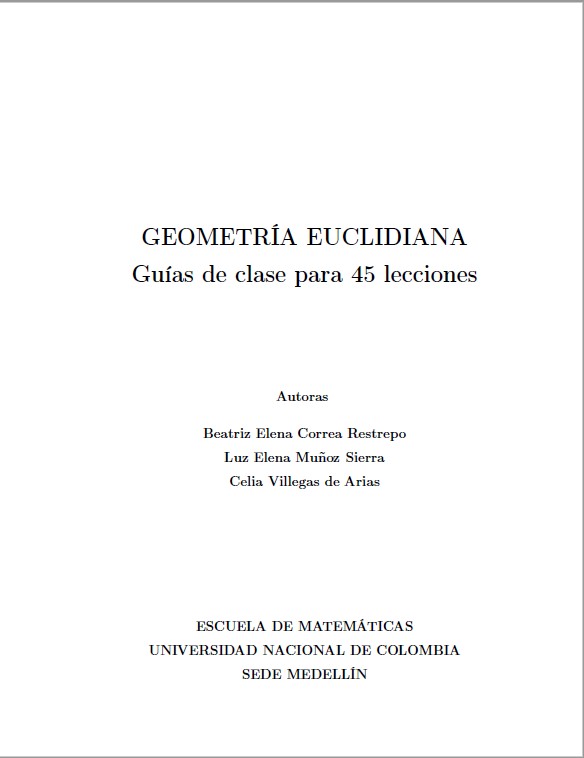 GEOMETRÍA EUCLIDIANA
Guías de clase para 45 lecciones
Autoras
Beatriz Elena Correa Restrepo
Luz Elena Muñoz Sierra
Celia Villegas de Arias
ESCUELA DE MATEMÁTICAS
UNIVERSIDAD NACIONAL DE COLOMBIA
SEDE MEDELLÍN